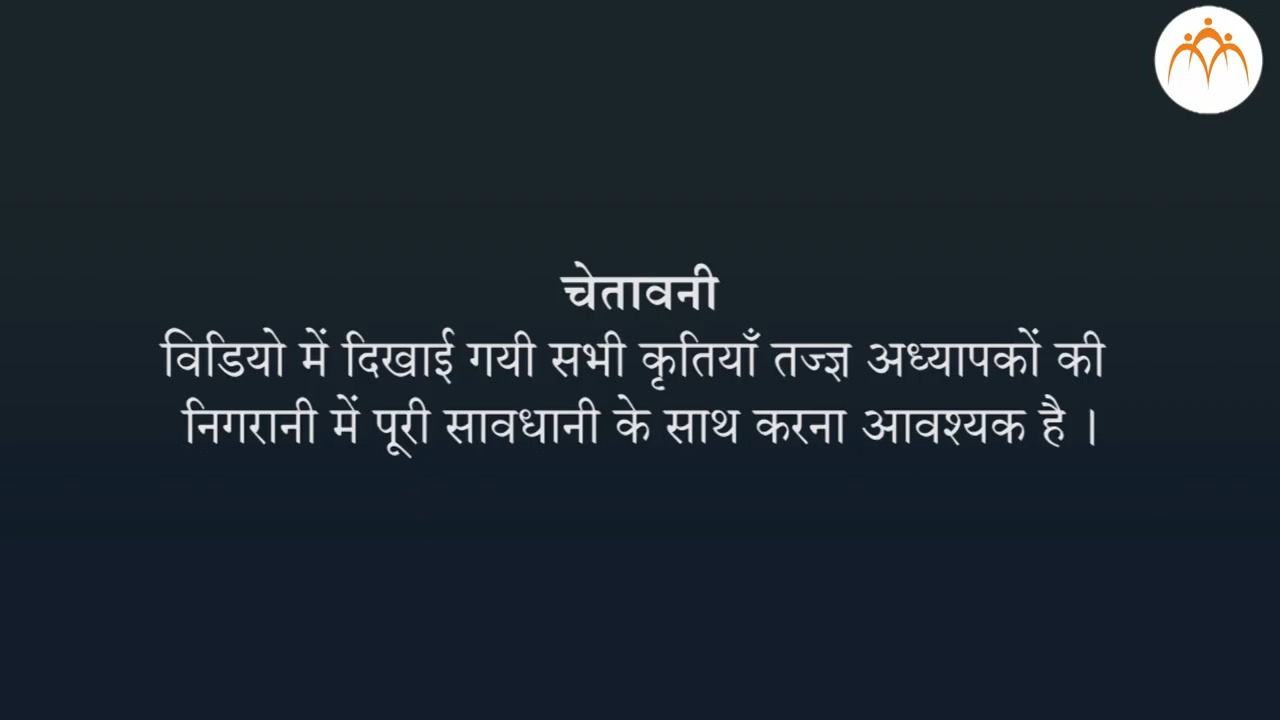 चेतावनी
विडियो में दिखाई गयी सभी कृतियाँ तज्ज्ञ अध्यापकों की
निगरानी में पूरी सावधानी के साथ करना आवश्यक है ।